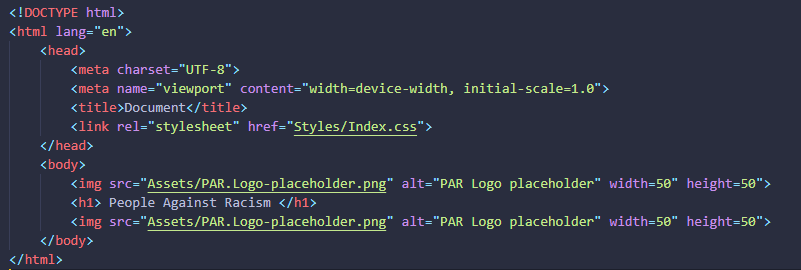 <!DOCTYPE html>
<html lang="en">
<head>
<meta charset="UTF-8">
<meta name="viewport" content="width=device-width, initial-scale=1.0">
<title>Document</title>
<link rel="stylesheet" href="Styles/Index.css">
</head>
<body>
<img src="Assets/PAR.Logo-placeholder.png" alt="PAR Logo placeholder" width=50" height=50">
<h1> People Against Racism </h1>
<img src="Assets/PAR.Logo-placeholder.png" alt="PAR Logo placeholder" width=50" height=50">
</body>
</html>